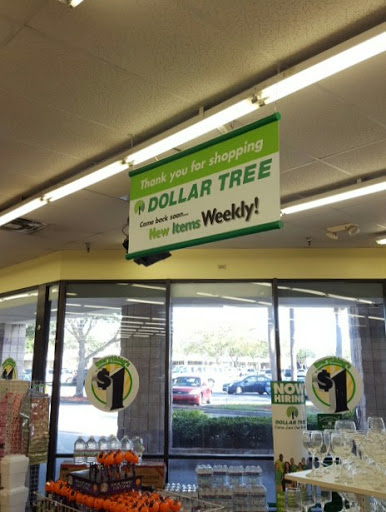 Thank you for shopping
DOLLAR TREE
Come back soon...
New Items Weekly!
$1
NOW
HIRING
DOLLAR TREE
$1